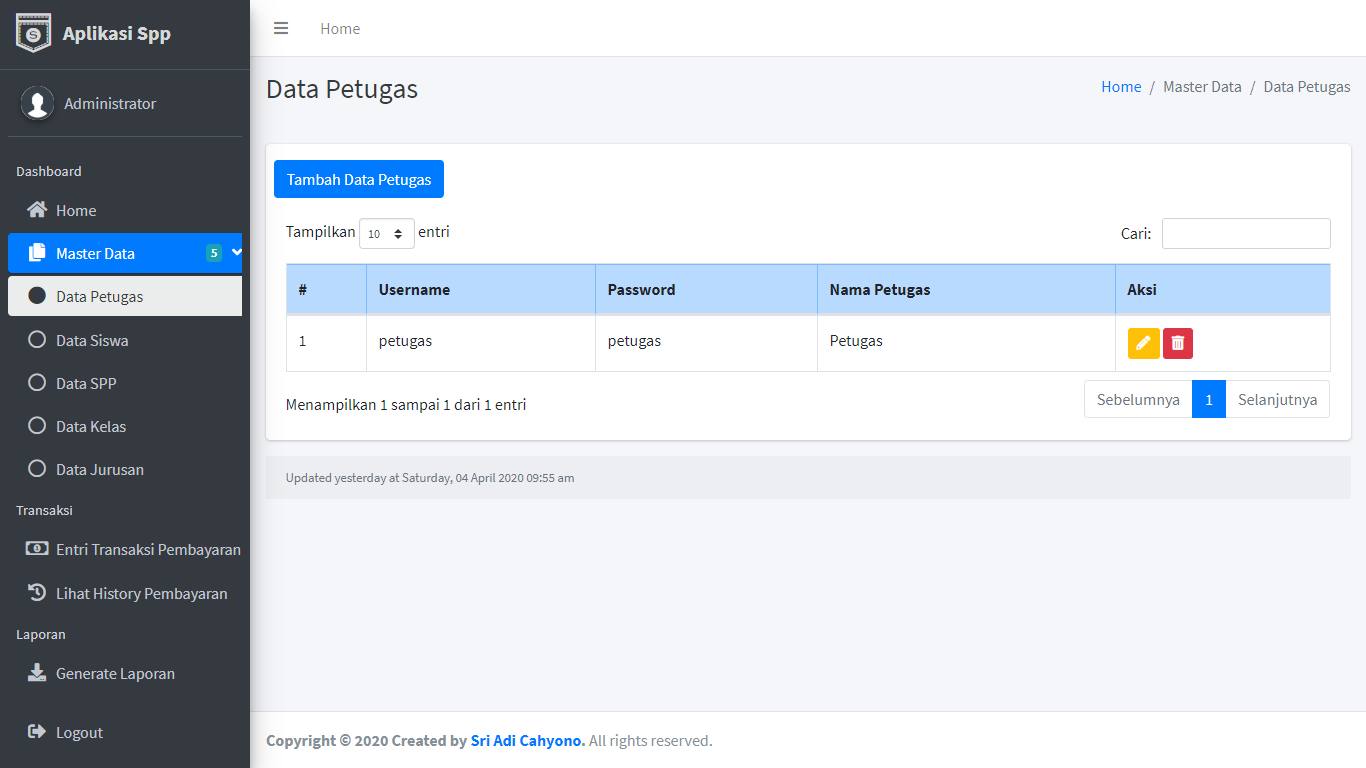 Aplikasi Spp
Administrator
Dashboard
Home
Master Data 5
Data Petugas
Data Siswa
Data SPP
Data Kelas
Data Jurusan
Transaksi
Entri Transaksi Pembayaran
Lihat History Pembayaran
Laporan
Generate Laporan
Logout
Home
Data Petugas
Home / Master Data / Data Petugas
Tambah Data Petugas
Tampilkan 10 entri
Cari:
# Username Password Nama Petugas Aksi
1 petugas petugas Petugas
Menampilkan 1 sampai 1 dari 1 entri
Sebelumnya 1 Selanjutnya
Updated yesterday at Saturday, 04 April 2020 09:55 am
Copyright © 2020 Created by Sri Adi Cahyono. All rights reserved.